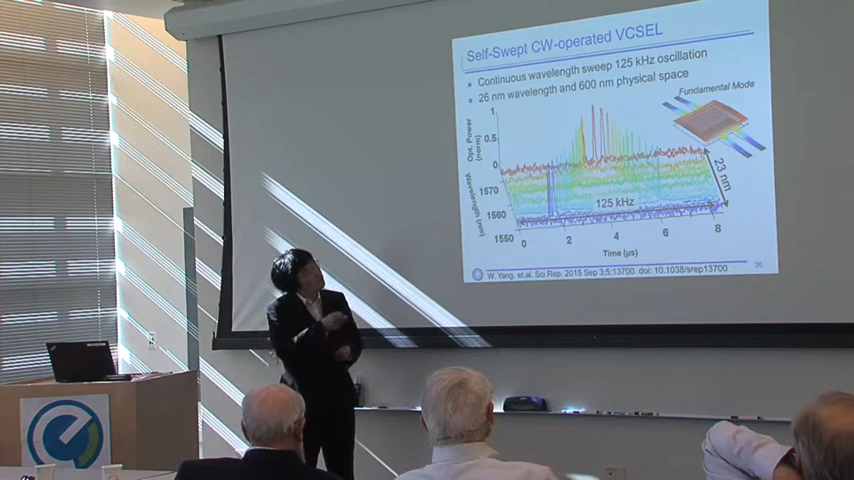 Self-Swept CW-operated VCSEL
• Continuous wavelength sweep 125 kHz oscillation
• 26 nm wavelength and 600 nm physical space
Fundamental Mode
Opt. Power
(norm)
1
0.5
0
1570
1560
1550
Wavelength (nm)
125 kHz
23 nm
0 2 4 6 8
Time (μs)
W. Yang, et.al. Sci Rep. 2015 Sep 3;5:13700. doi: 10.1038/srep13700